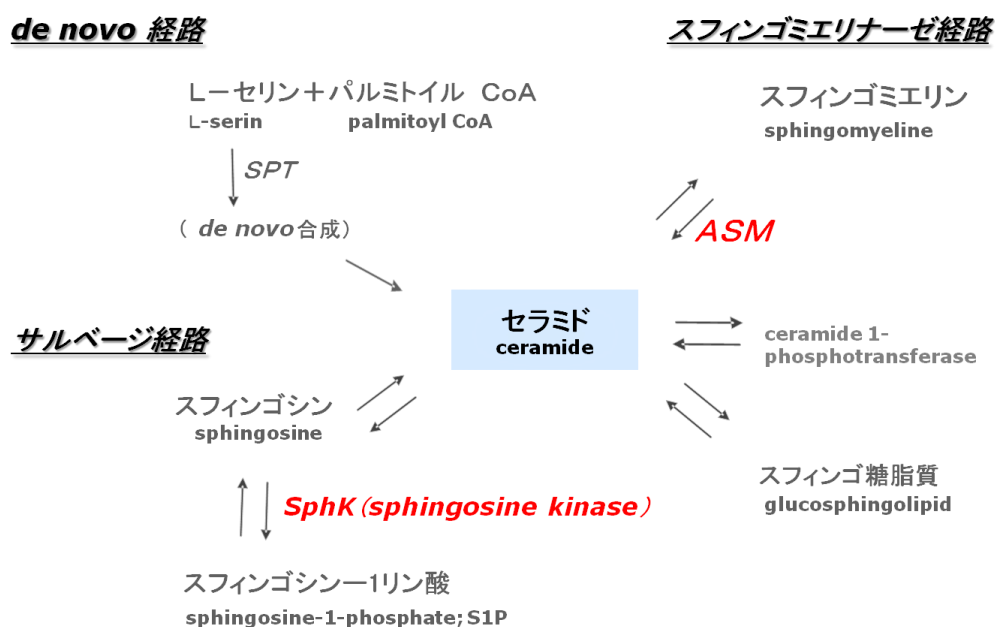 de novo 経路
スフィンゴミエリナーゼ経路
L－セリン＋パルミトイル CoA
L-serin palmitoyl CoA
スフィンゴミエリン
sphingomyeline
SPT
（ de novo合成）
ASM
セラミド
ceramide
サルベージ経路
ceramide 1-
phosphotransferase
スフィンゴシン
sphingosine
スフィンゴ糖脂質
glucosphingolipid
SphK（sphingosine kinase）
スフィンゴシンー1リン酸
sphingosine-1-phosphate; S1P